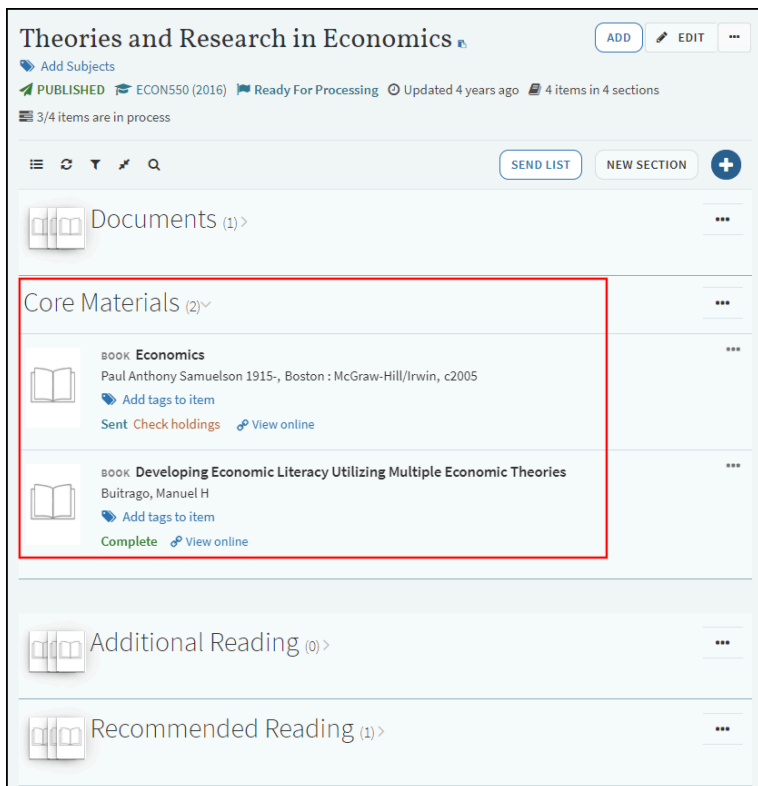 Theories and Research in Economics
ADD
EDIT
Add Subjects
PUBLISHED ECON550 (2016) Ready For Processing Updated 4 years ago 4 items in 4 sections
3/4 items are in process
SEND LIST
NEW SECTION
Documents (1)
Core Materials (2)
BOOK Economics
Paul Anthony Samuelson 1915-, Boston : McGraw-Hill/Irwin, c2005
Add tags to item
Sent Check holdings View online
BOOK Developing Economic Literacy Utilizing Multiple Economic Theories
Buitrago, Manuel H
Add tags to item
Complete View online
Additional Reading (0)
Recommended Reading (1)